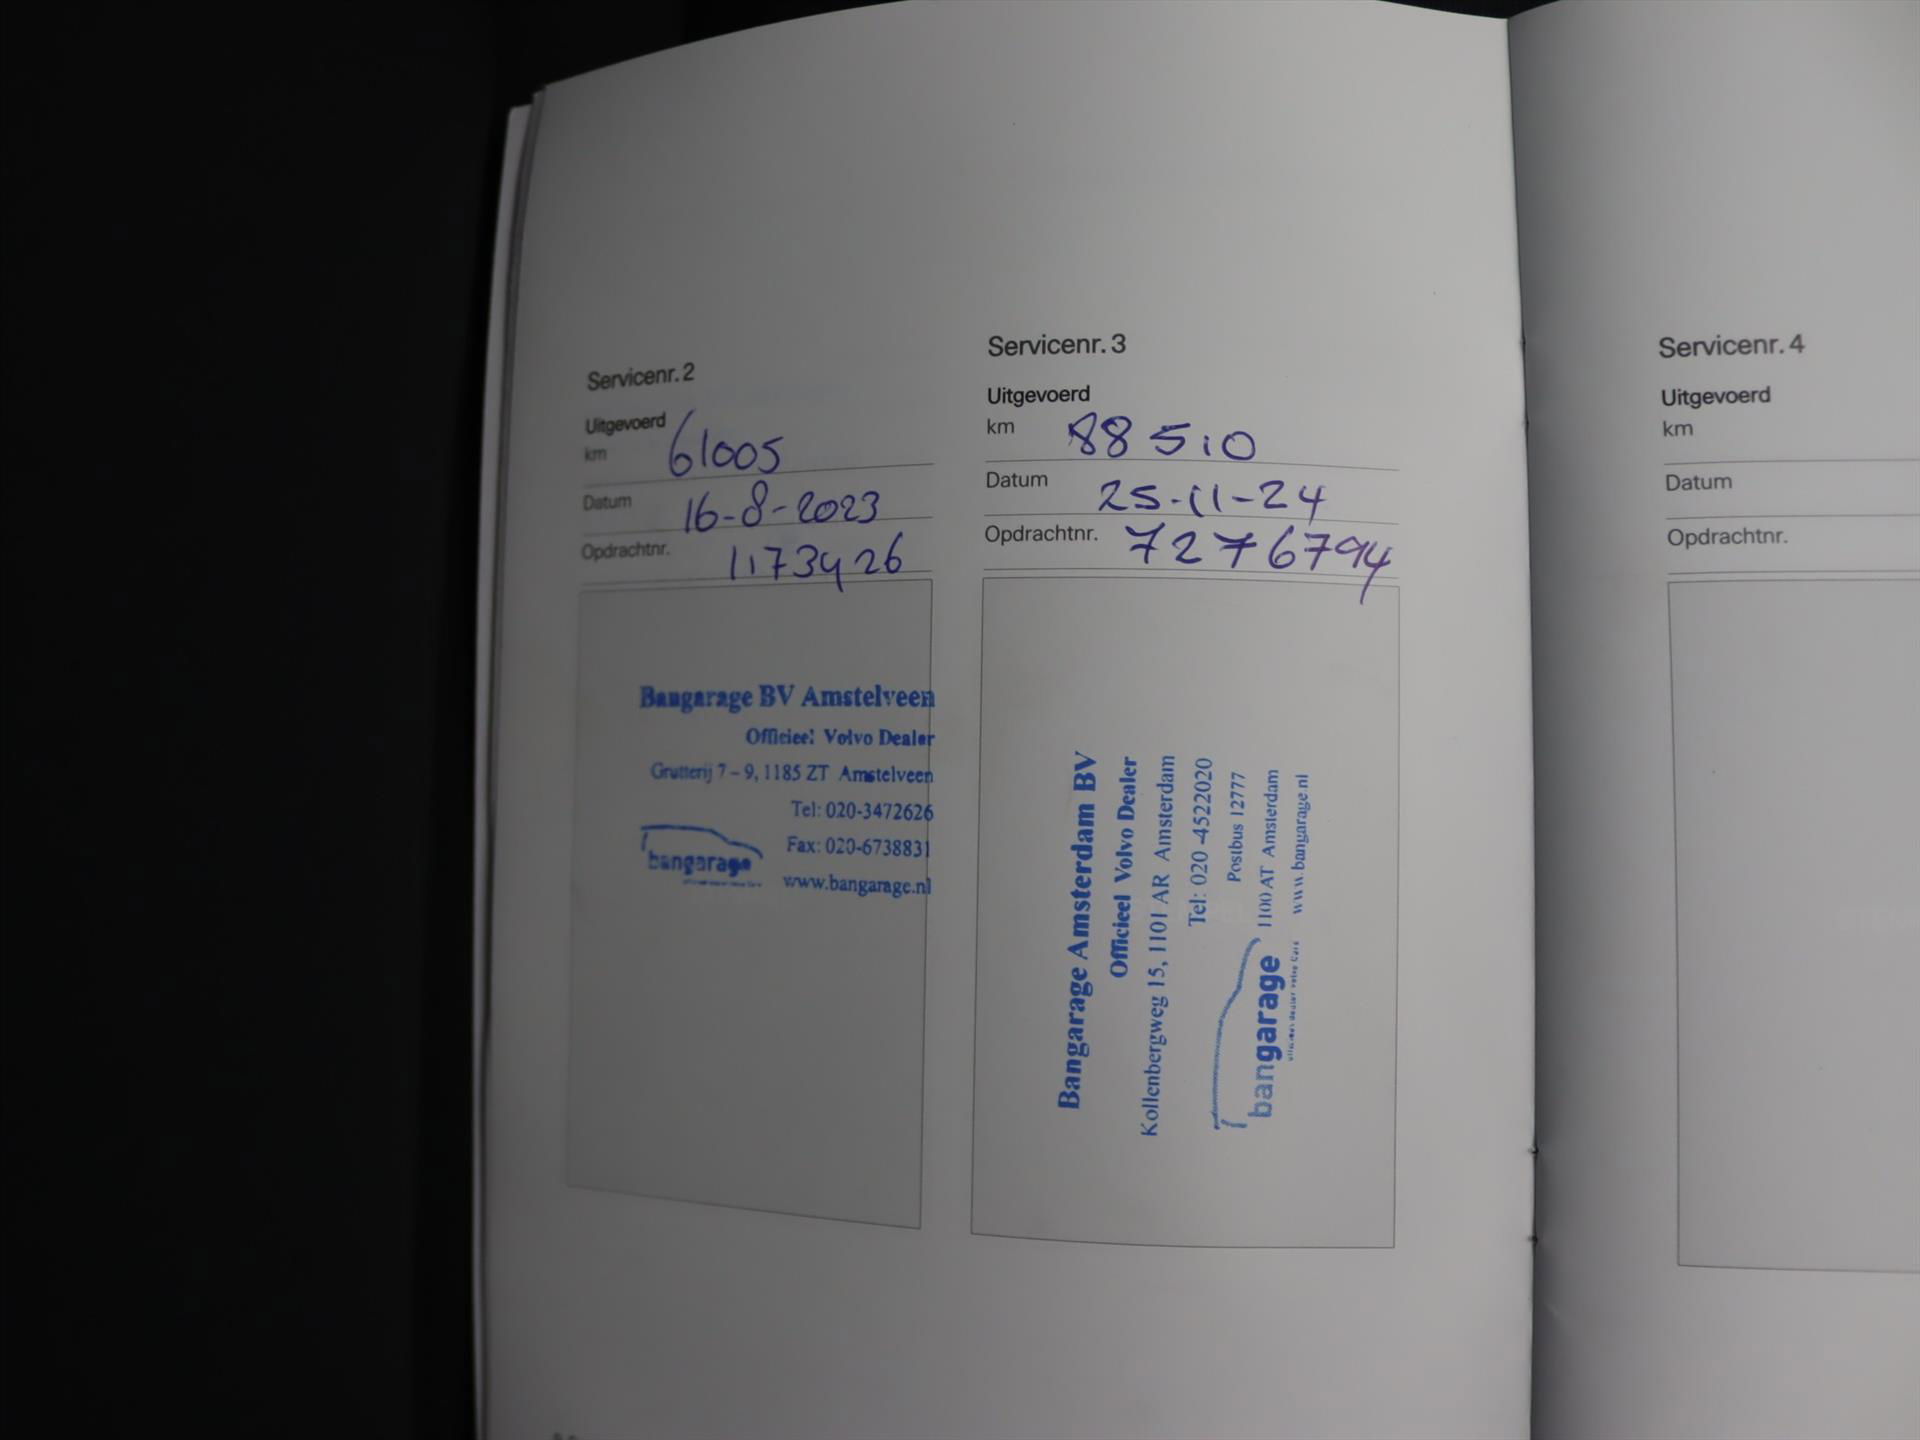 Servicenr. 2
Uitgevoerd
km 61005
Datum 16-8-2023
Opdrachtnr. 11173426
Bangarage BV Amstelveen
Officieel Volvo Dealer
Grutterij 7 – 9, 1185 ZT Amstelveen
Tel: 020-3472626
Fax: 020-6738831
www.bangarage.nl
bangarage
Servicenr. 3
Uitgevoerd
km 88510
Datum 25-11-24
Opdrachtnr. 7276794
Bangarage Amsterdam BV
Officieel Volvo Dealer
Kollenbergweg 15, 1101 AR Amsterdam
Tel: 020 -4522020
Postbus 12777
1100 AT Amsterdam
www.bangarage.nl
bangarage
Servicenr. 4
Uitgevoerd
km
Datum
Opdrachtnr.